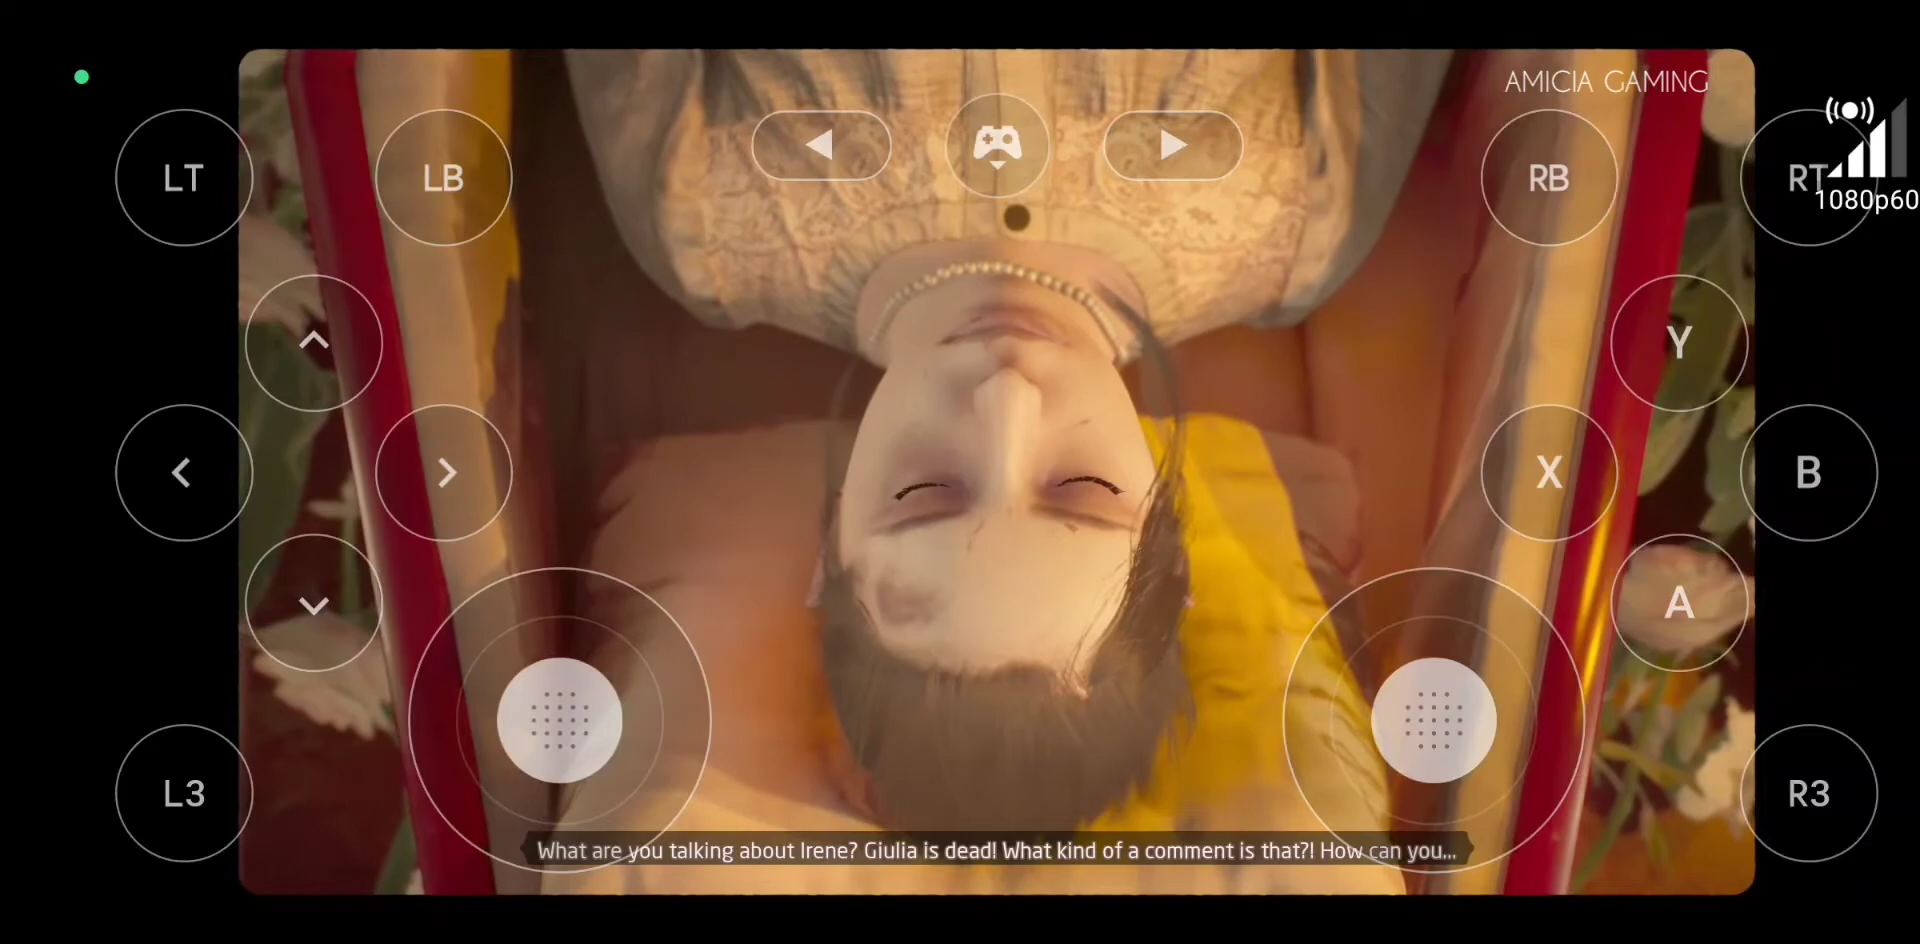 AMICIA GAMING
LT
LB
RB
RT
1080p60
Y
X
B
A
L3
R3
What are you talking about Irene? Giulia is dead! What kind of a comment is that?! How can you...